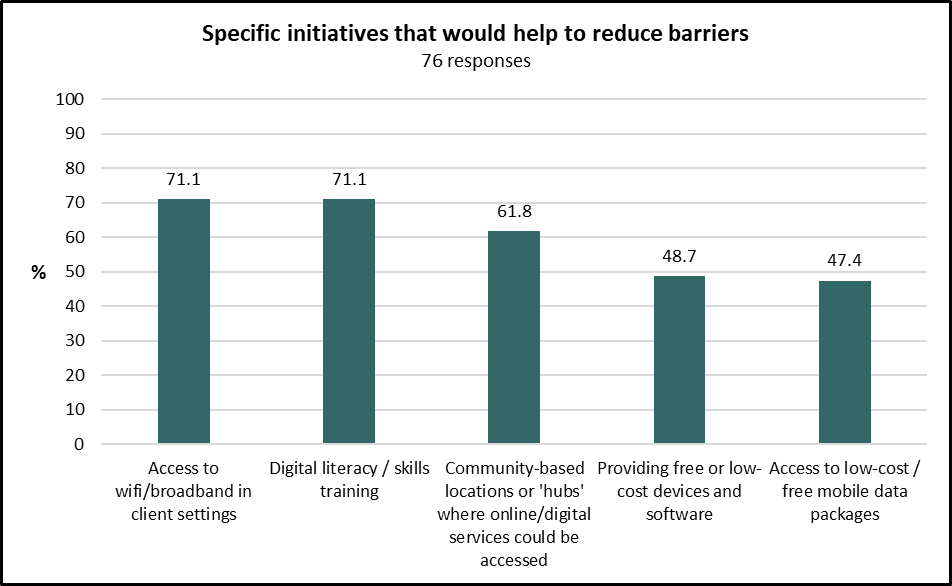 Specific initiatives that would help to reduce barriers
76 responses
100
90
80
70
60
50
40
30
20
10
0
%
71.1
71.1
61.8
48.7
47.4
Access to
wifi/broadband in
client settings
Digital literacy / skills
training
Community-based
locations or 'hubs'
where online/digital
services could be
accessed
Providing free or low-
cost devices and
software
Access to low-cost /
free mobile data
packages